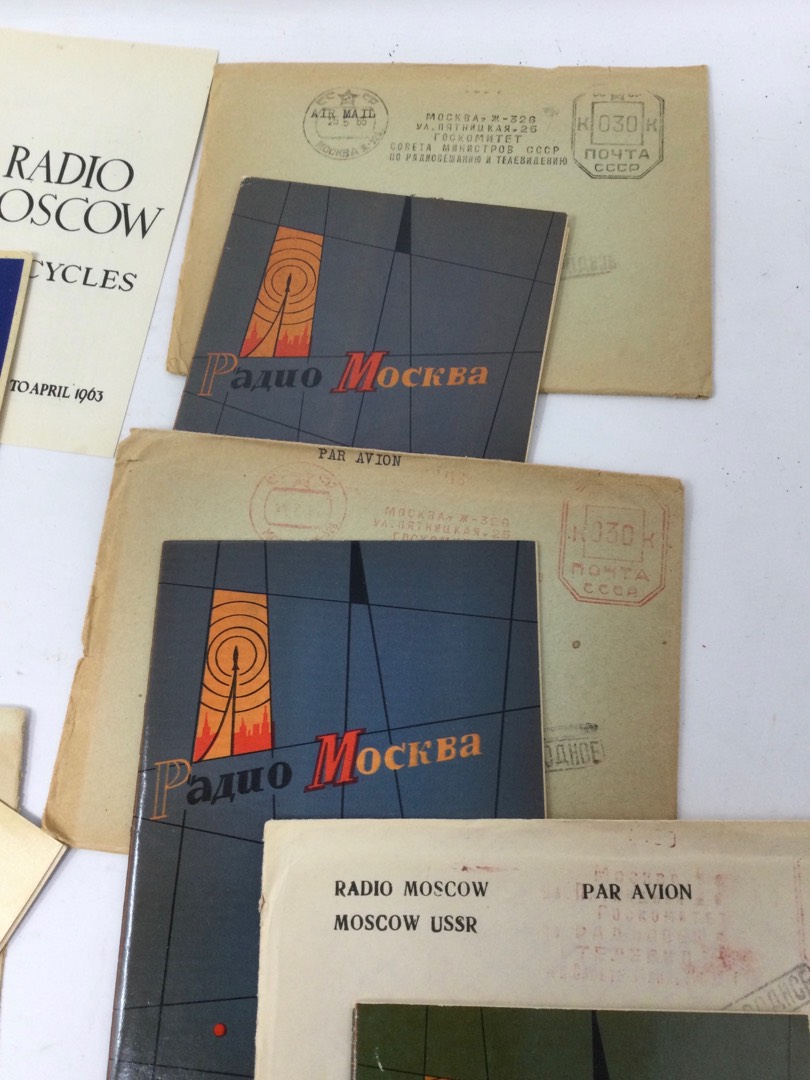 RADIO
MOSCOW
CYCLES
TO APRIL 1963
AIR MAIL
МОСКВА Ж-326
УЛ. ПЯТНИЦКАЯ 25
ГОСКОМИТЕТ
СОВЕТА МИНИСТРОВ СССР
ПО РАДИОВЕЩАНИЮ И ТЕЛЕВИДЕНИЮ
К 030 К
ПОЧТА
СССР
Радио Москва
PAR AVION
МОСКВА Ж-326
УЛ. ПЯТНИЦКАЯ 25
К 030 К
ПОЧТА
СССР
Радио Москва
RADIO MOSCOW PAR AVION
MOSCOW USSR